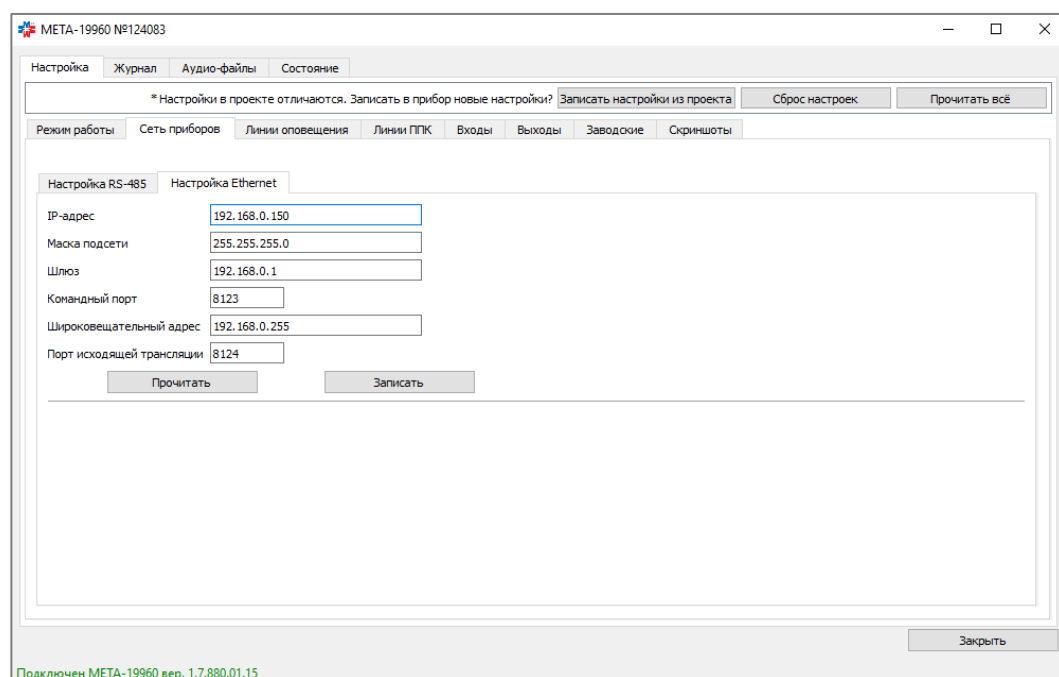 МЕТА-19960 №124083
Настройка Журнал Аудио-файлы Состояние
* Настройки в проекте отличаются. Записать в прибор новые настройки? Записать настройки из проекта Сброс настроек Прочитать всё
Режим работы Сеть приборов Линии оповещения Линии ППК Входы Выходы Заводские Скриншоты
Настройка RS-485 Настройка Ethernet
IP-адрес 192.168.0.150
Маска подсети 255.255.255.0
Шлюз 192.168.0.1
Командный порт 8123
Широковещательный адрес 192.168.0.255
Порт исходящей трансляции 8124
Прочитать Записать
Закрыть
Подключен МЕТА-19960 вер. 1.7.880.01.15